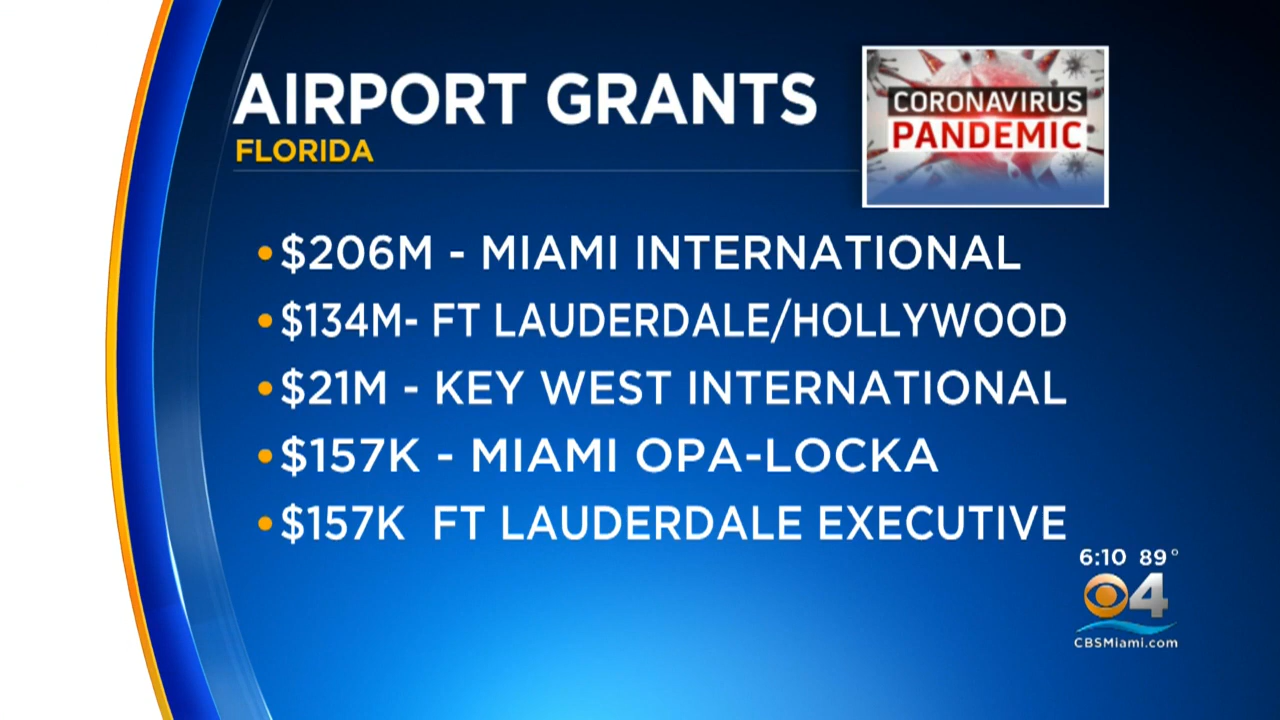 AIRPORT GRANTS
FLORIDA
CORONAVIRUS
PANDEMIC
• $206M - MIAMI INTERNATIONAL
• $134M- FT LAUDERDALE/HOLLYWOOD
• $21M - KEY WEST INTERNATIONAL
• $157K - MIAMI OPA-LOCKA
• $157K FT LAUDERDALE EXECUTIVE
6:10 89°
4
CBSMiami.com